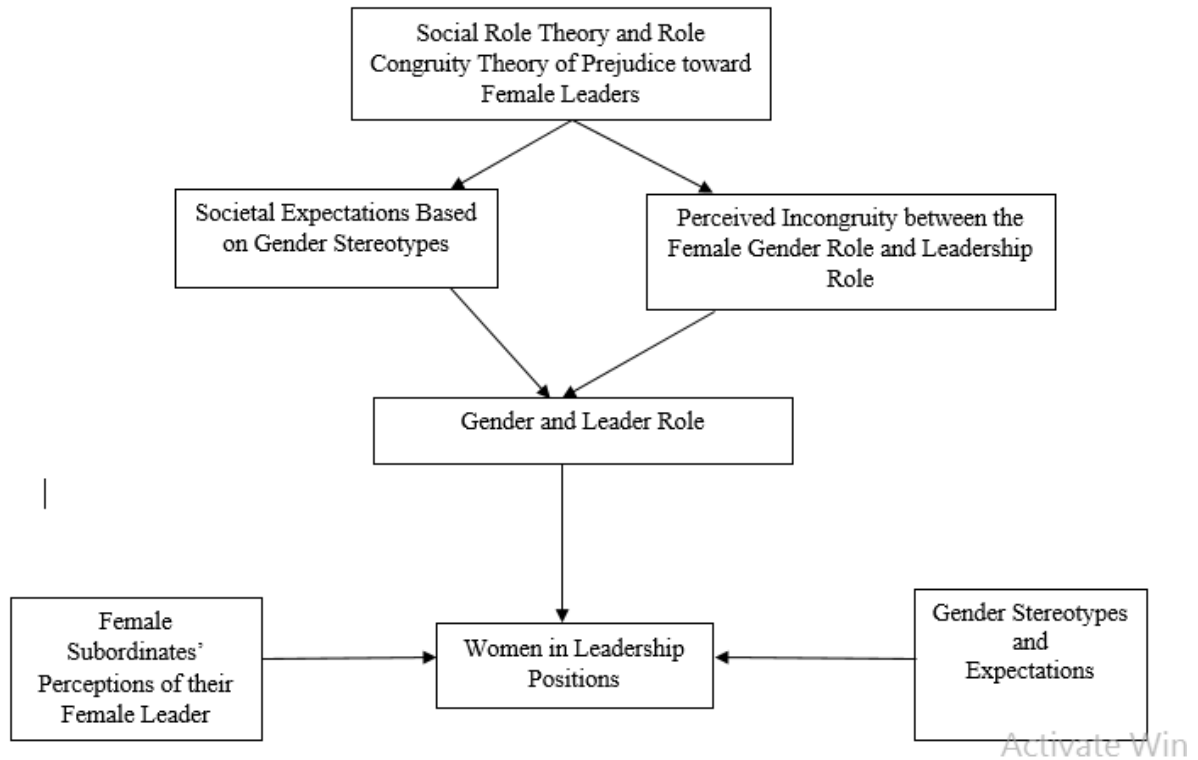 Social Role Theory and Role
Congruity Theory of Prejudice toward
Female Leaders
Societal Expectations Based
on Gender Stereotypes
Perceived Incongruity between the
Female Gender Role and Leadership
Role
Gender and Leader Role
Female
Subordinates’
Perceptions of their
Female Leader
Women in Leadership
Positions
Gender Stereotypes
and
Expectations
Activate Win